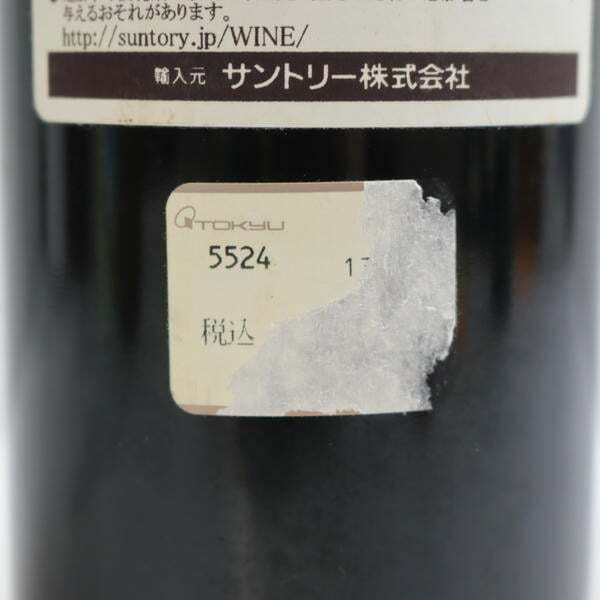 与えるおそれがあります。
http://suntory.jp/WINE/
輸入元 サントリー株式会社
TOKYU
5524 1
税込